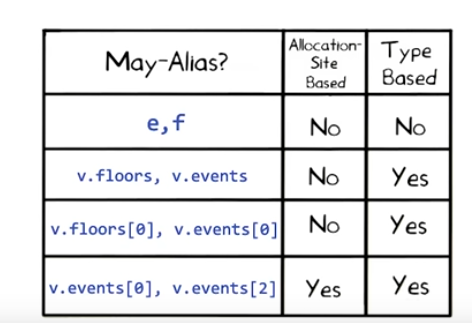 May-Alias?
Allocation-
Site
Based
Type
Based
e,f
No
No
v.floors, v.events
No
Yes
v.floors[0], v.events[0]
No
Yes
v.events[0], v.events[2]
Yes
Yes